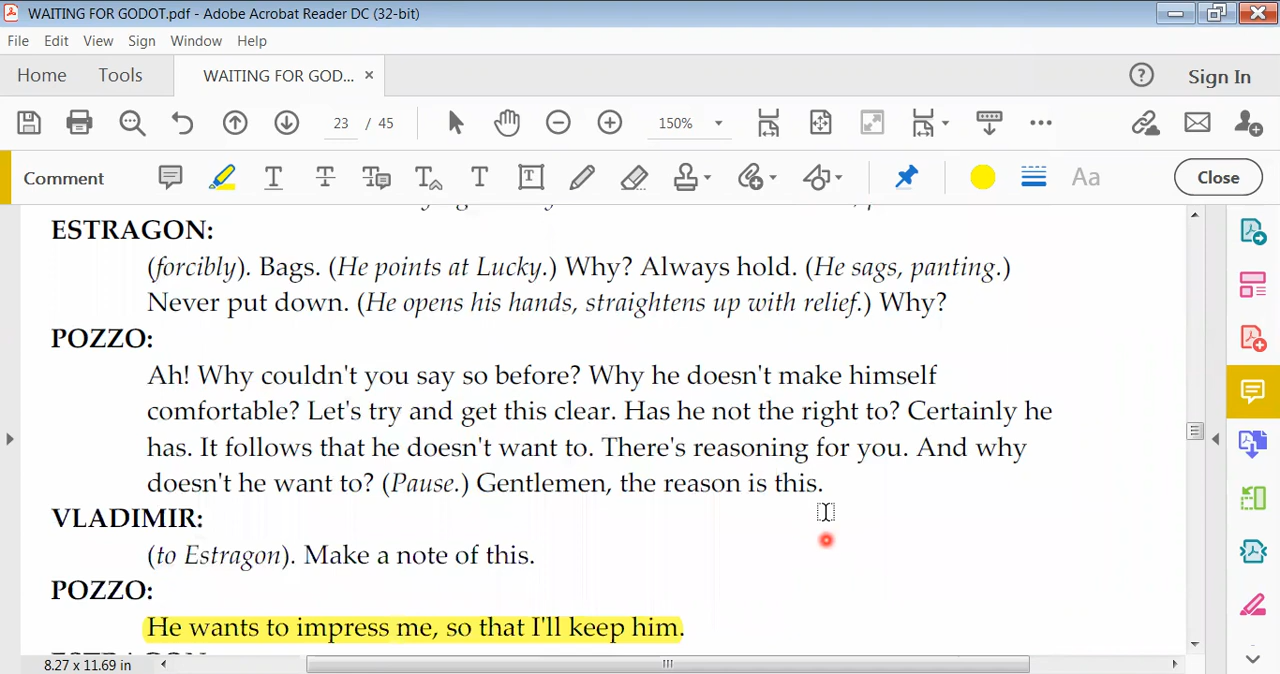 WAITING FOR GODOT.pdf - Adobe Acrobat Reader DC (32-bit)
File Edit View Sign Window Help
Home Tools WAITING FOR GOD... × ? Sign In
23 / 45 150%
Comment T T T T T Aa Close
ESTRAGON:
(forcibly). Bags. (He points at Lucky.) Why? Always hold. (He sags, panting.)
Never put down. (He opens his hands, straightens up with relief.) Why?
POZZO:
Ah! Why couldn't you say so before? Why he doesn't make himself
comfortable? Let's try and get this clear. Has he not the right to? Certainly he
has. It follows that he doesn't want to. There's reasoning for you. And why
doesn't he want to? (Pause.) Gentlemen, the reason is this.
VLADIMIR:
(to Estragon). Make a note of this.
POZZO:
He wants to impress me, so that I'll keep him.
8.27 x 11.69 in